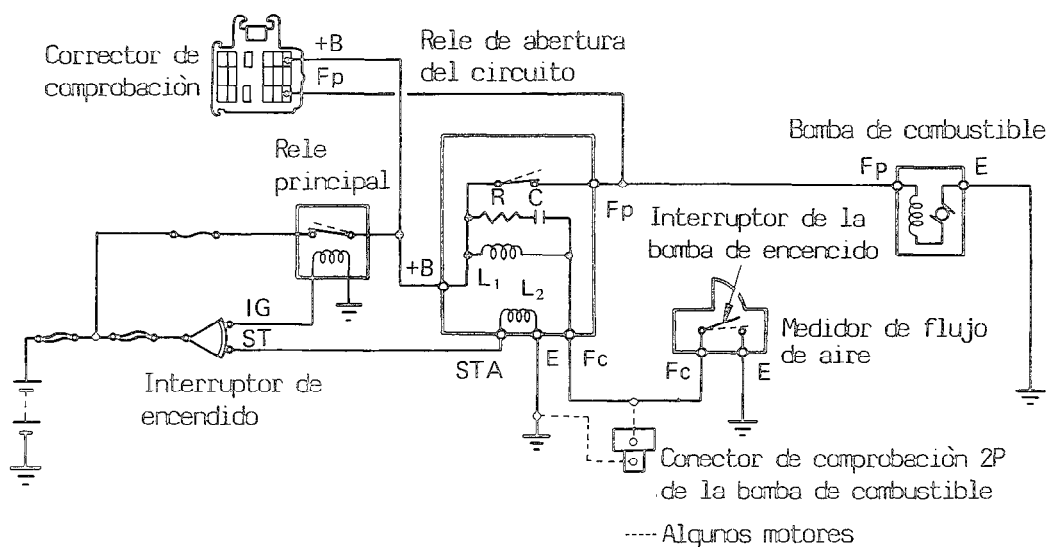 Corrector de
comprobaciòn
+B
Fp
Rele de abertura
del circuito
Rele
principal
Bomba de combustible
Fp
E
R
C
Fp
Interruptor de la
bomba de encencido
+B
L1
L2
IG
ST
STA
E
Fc
Medidor de flujo
de aire
Fc
E
Interruptor de
encendido
Conector de comprobaciòn 2P
de la bomba de combustible
Algunos motores